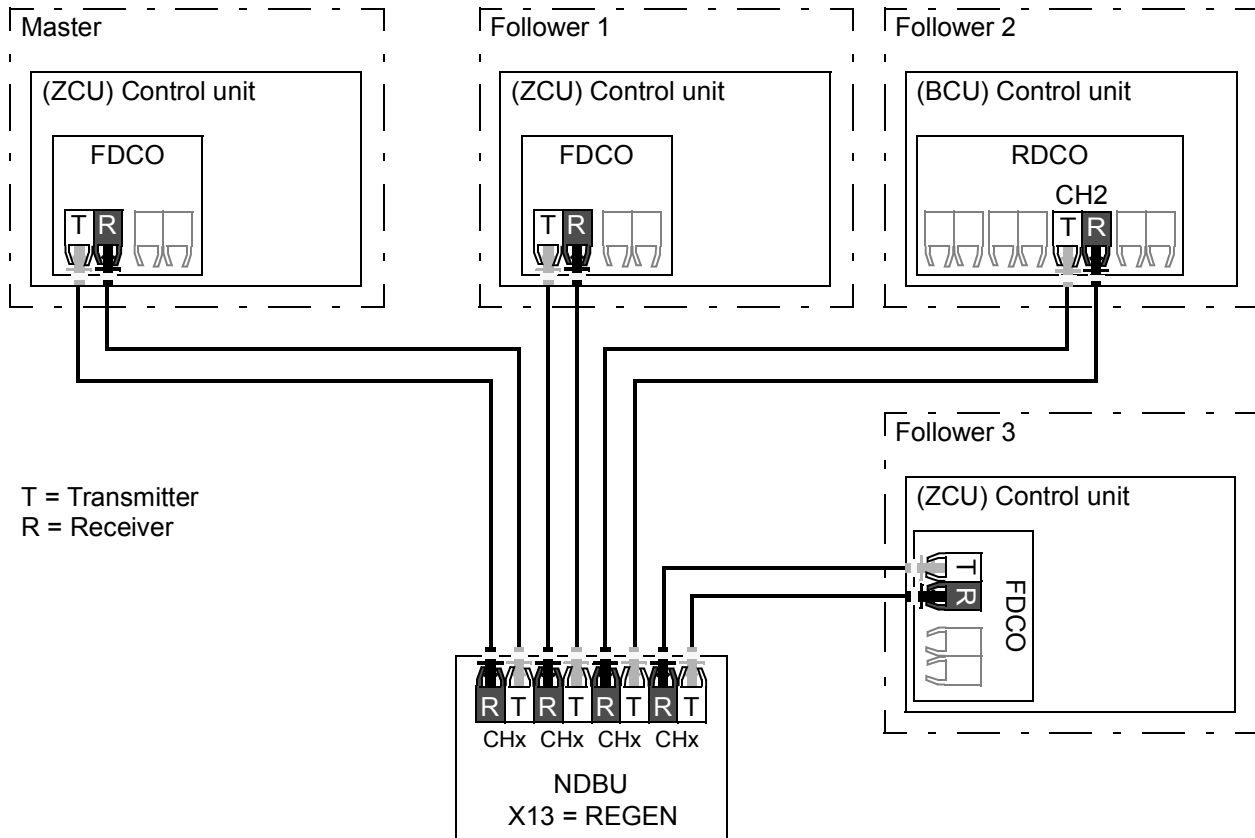 Master
(ZCU) Control unit
FDCO
T R
Follower 1
(ZCU) Control unit
FDCO
T R
Follower 2
(BCU) Control unit
RDCO
CH2
T R
Follower 3
(ZCU) Control unit
T
R
FDCO
T = Transmitter
R = Receiver
R T R T R T R T
CHx CHx CHx CHx
NDBU
X13 = REGEN